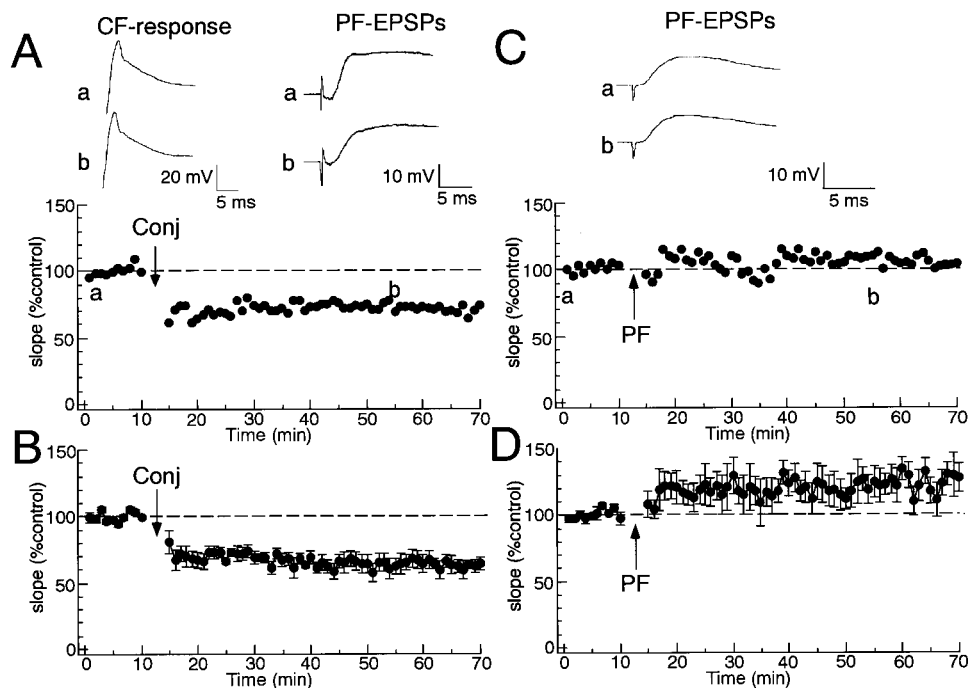 A
CF-response
PF-EPSPs
a
b
20 mV
5 ms
a
b
10 mV
5 ms
slope (%control)
150
100
50
0
Conj
a
b
0 10 20 30 40 50 60 70
Time (min)
C
PF-EPSPs
a
b
10 mV
5 ms
slope (%control)
150
100
50
0
a
PF
b
0 10 20 30 40 50 60 70
Time (min)
B
slope (%control)
150
100
50
0
Conj
0 10 20 30 40 50 60 70
Time (min)
D
slope (%control)
150
100
50
0
PF
0 10 20 30 40 50 60 70
Time (min)